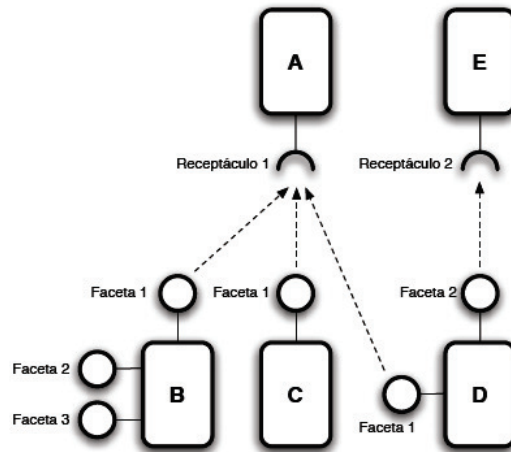 A
E
Receptáculo 1
Receptáculo 2
Faceta 1
Faceta 1
Faceta 2
Faceta 2
Faceta 3
B
C
D
Faceta 1